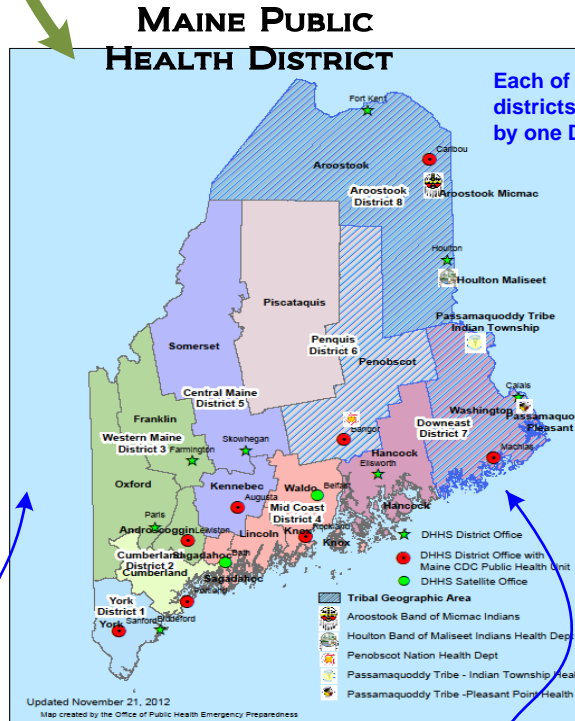 Maine Public
Health District
Each of
districts
by one D
Fort Kent
Caribou
Aroostook
Aroostook
District 8
Aroostook Micmac
Houlton
Houlton Maliseet
Piscataquis
Passamaquoddy Tribe
Indian Township
Somerset
Penquis
District 6
Penobscot
Central Maine
District 5
Calais
Washington
Passamaquo
Pleasant
Franklin
Western Maine
District 3
Farmington
Skowhegan
Bangor
Downeast
District 7
Hancock
Ellsworth
Machias
Oxford
Kennebec
Augusta
Waldo
Belfast
Mid Coast
District 4
Hancock
Paris
Androscoggin
Lewiston
Lincoln
Knox
Rockland
Knox
Cumberland
District 2
Sagadahoc
Bath
Cumberland
Sagadahoc
Portland
York
District 1
York
Sanford
Biddeford
DHHS District Office
DHHS District Office with
Maine CDC Public Health Unit
DHHS Satellite Office
Tribal Geographic Area
Aroostook Band of Micmac Indians
Houlton Band of Maliseet Indians Health Dept
Penobscot Nation Health Dept
Passamaquoddy Tribe - Indian Township Heal
Passamaquoddy Tribe -Pleasant Point Health
Updated November 21, 2012
Map created by the Office of Public Health Emergency Preparedness